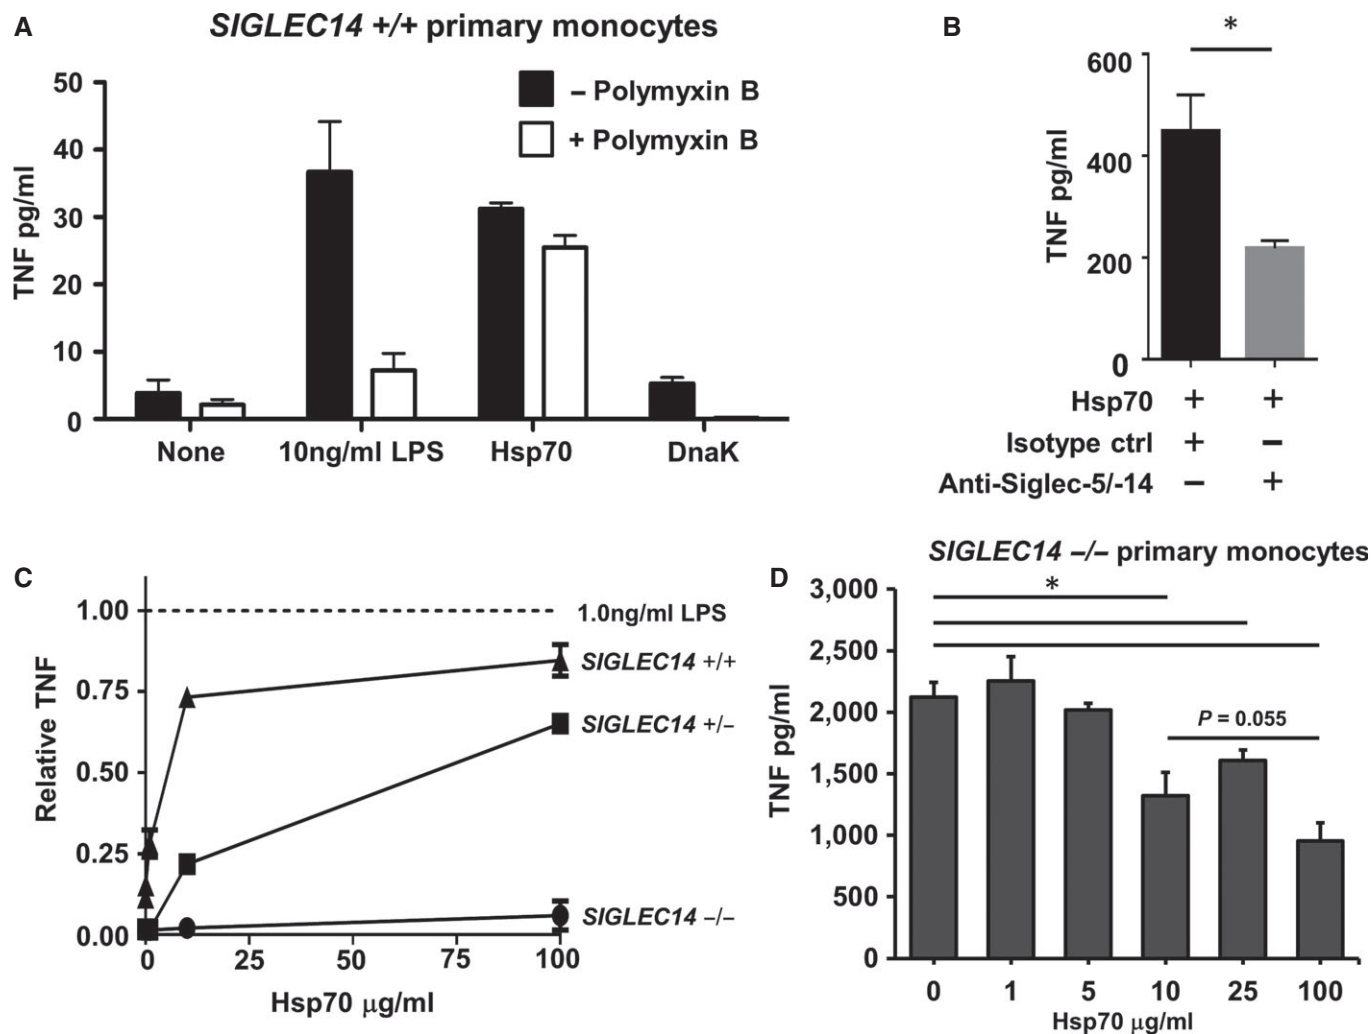 A
SIGLEC14 +/+ primary monocytes
50
40
30
20
10
0
TNF pg/ml
– Polymyxin B
+ Polymyxin B
None 10ng/ml LPS Hsp70 DnaK
B
*
600
400
200
0
TNF pg/ml
Hsp70 + +
Isotype ctrl + –
Anti-Siglec-5/-14 – +
C
1.00
0.75
0.50
0.25
0.00
Relative TNF
1.0ng/ml LPS
SIGLEC14 +/+
SIGLEC14 +/–
SIGLEC14 –/–
0 25 50 75 100
Hsp70 μg/ml
D
SIGLEC14 –/– primary monocytes
*
3,000
2,500
2,000
1,500
1,000
500
0
TNF pg/ml
P = 0.055
0 1 5 10 25 100
Hsp70 μg/ml